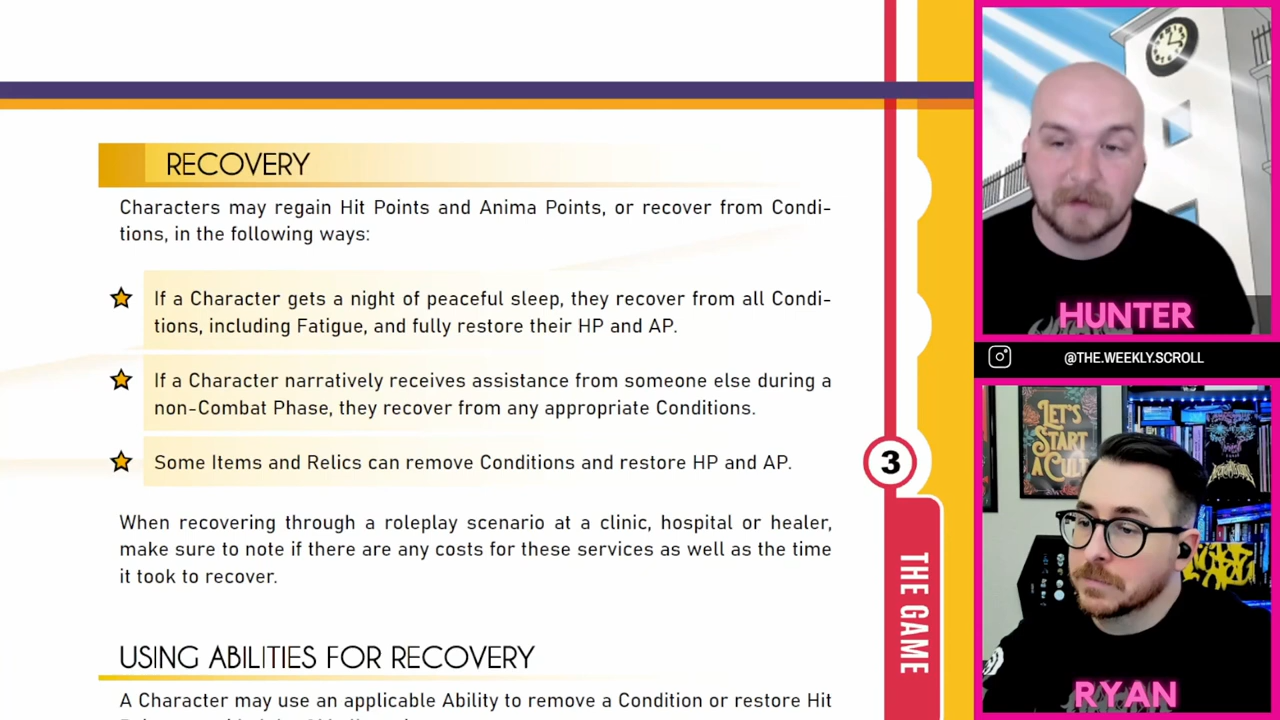 RECOVERY
Characters may regain Hit Points and Anima Points, or recover from Condi-
tions, in the following ways:
If a Character gets a night of peaceful sleep, they recover from all Condi-
tions, including Fatigue, and fully restore their HP and AP.
If a Character narratively receives assistance from someone else during a
non-Combat Phase, they recover from any appropriate Conditions.
Some Items and Relics can remove Conditions and restore HP and AP.
When recovering through a roleplay scenario at a clinic, hospital or healer,
make sure to note if there are any costs for these services as well as the time
it took to recover.
USING ABILITIES FOR RECOVERY
A Character may use an applicable Ability to remove a Condition or restore Hit
3
THE GAME
HUNTER
@THE.WEEKLY.SCROLL
LET'S
START
A CULT
RYAN